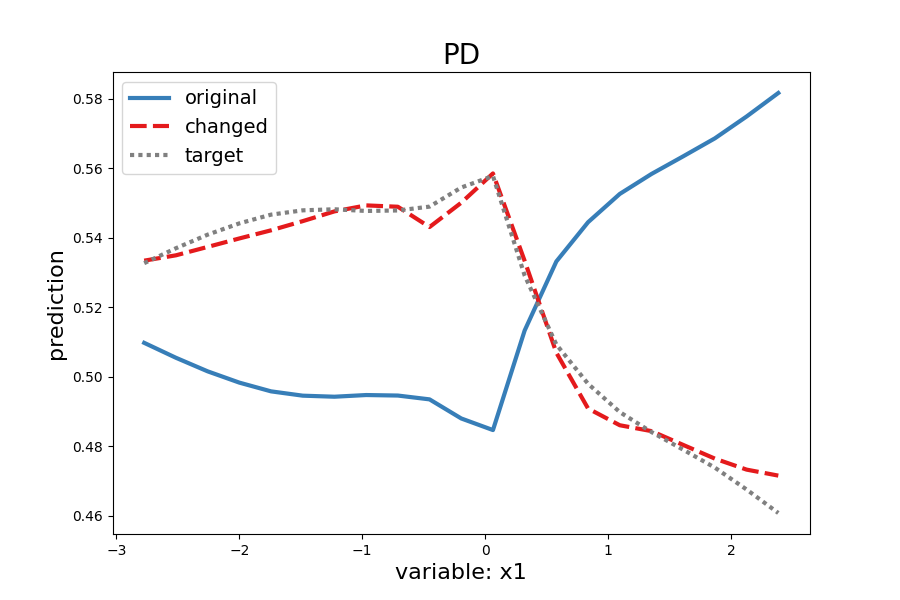 PD
original
changed
target
prediction
0.58
0.56
0.54
0.52
0.50
0.48
0.46
−3
−2
−1
0
1
2
variable: x1